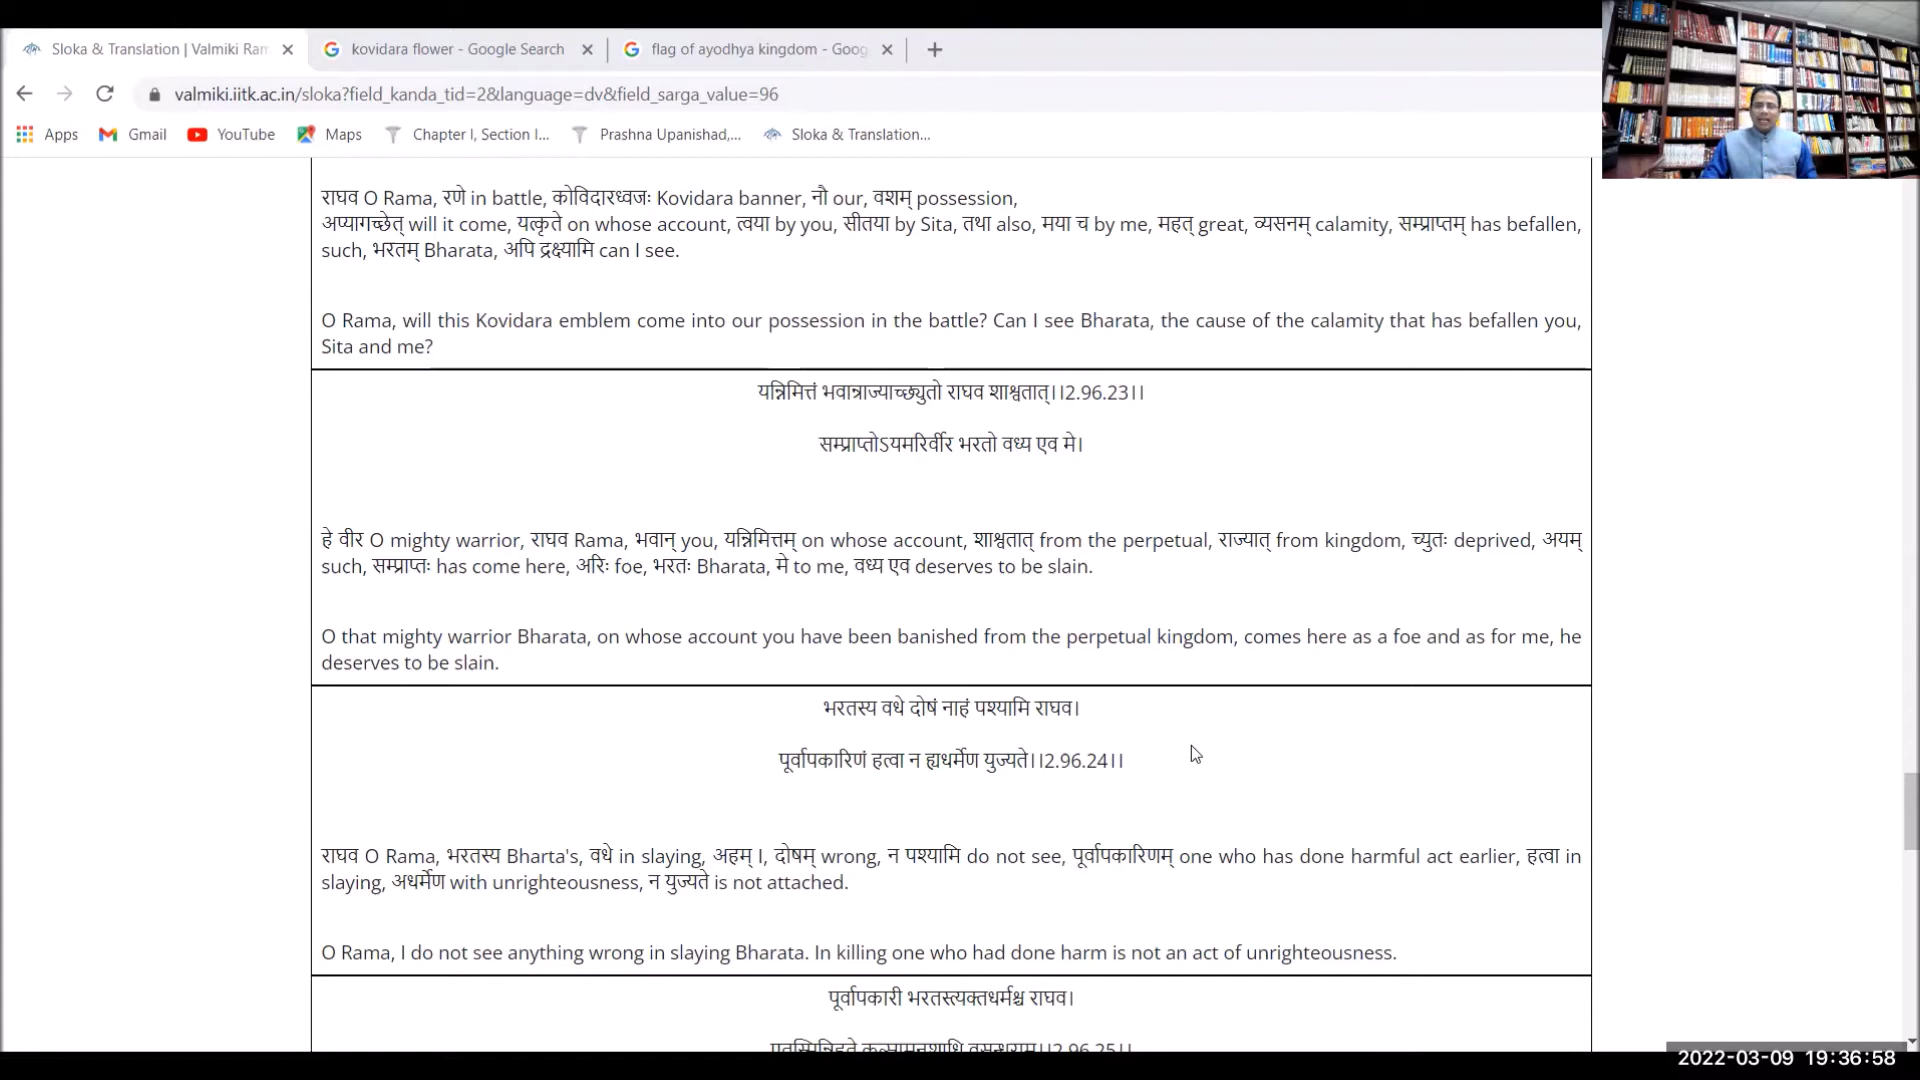 Sloka & Translation | Valmiki Ram
kovidara flower - Google Search
flag of ayodhya kingdom - Goog
valmiki.iitk.ac.in/sloka?field_kanda_tid=2&language=dv&field_sarga_value=96
Apps
Gmail
YouTube
Maps
Chapter I, Section I...
Prashna Upanishad,...
Sloka & Translation...
राघव O Rama, रणे in battle, कोविदारध्वजः Kovidara banner, नौ our, वशम् possession,
अप्यागच्छेत् will it come, यत्कृते on whose account, त्वया by you, सीतया by Sita, तथा also, मया च by me, महत् great, व्यसनम् calamity, सम्प्राप्तम् has befallen,
such, भरतम् Bharata, अपि द्रक्ष्यामि can I see.
O Rama, will this Kovidara emblem come into our possession in the battle? Can I see Bharata, the cause of the calamity that has befallen you,
Sita and me?
यन्निमित्तं भवान्राज्याच्छ्युतो राघव शाश्वतात्।।2.96.23।।
सम्प्राप्तोऽयमरिर्वीर भरतो वध्य एव मे।
हे वीर O mighty warrior, राघव Rama, भवान् you, यन्निमित्तम् on whose account, शाश्वतात् from the perpetual, राज्यात् from kingdom, च्युतः deprived, अयम्
such, सम्प्राप्तः has come here, अरिः foe, भरतः Bharata, मे to me, वध्य एव deserves to be slain.
O that mighty warrior Bharata, on whose account you have been banished from the perpetual kingdom, comes here as a foe and as for me, he
deserves to be slain.
भरतस्य वधे दोषं नाहं पश्यामि राघव।
पूर्वापकारिणं हत्वा न ह्यधर्मेण युज्यते।।2.96.24।।
राघव O Rama, भरतस्य Bharta's, वधे in slaying, अहम् I, दोषम् wrong, न पश्यामि do not see, पूर्वापकारिणम् one who has done harmful act earlier, हत्वा in
slaying, अधर्मेण with unrighteousness, न युज्यते is not attached.
O Rama, I do not see anything wrong in slaying Bharata. In killing one who had done harm is not an act of unrighteousness.
पूर्वापकारी भरतस्त्यक्तधर्मश्च राघव।
2.96.25।।
2022-03-09 19:36:58